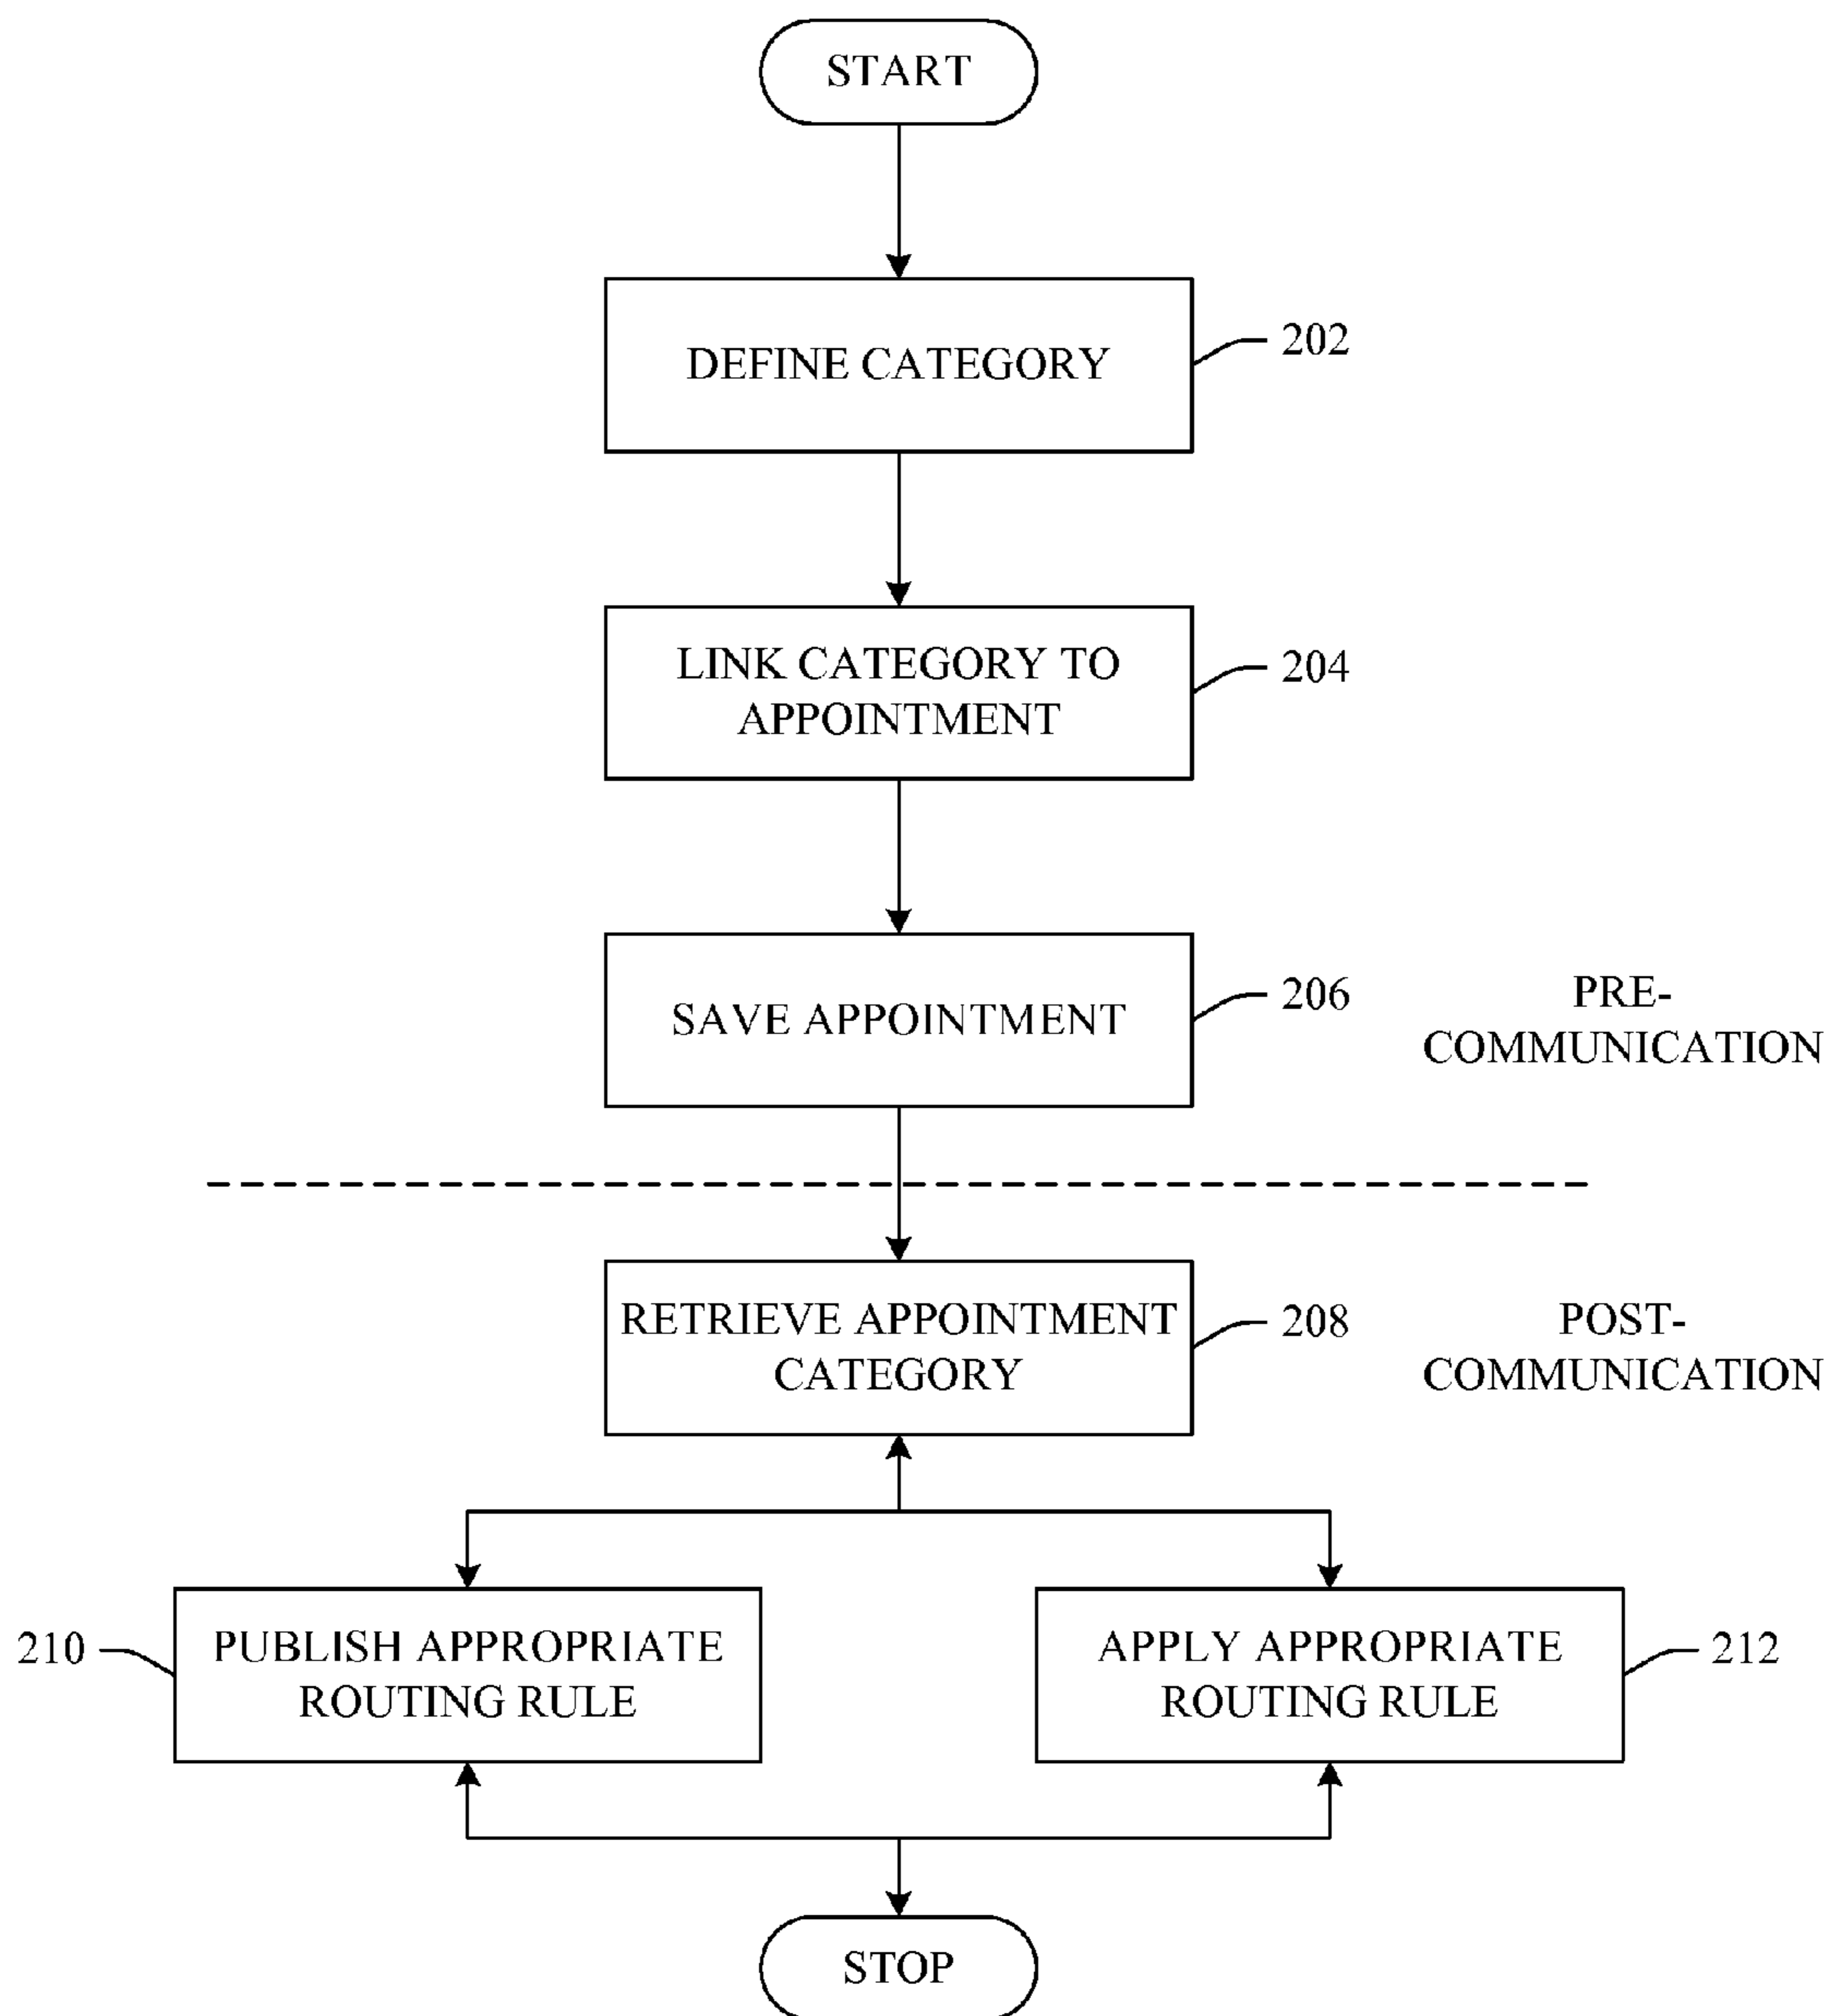 START
DEFINE CATEGORY
202
LINK CATEGORY TO
APPOINTMENT
204
SAVE APPOINTMENT
206
PRE-
COMMUNICATION
RETRIEVE APPOINTMENT
CATEGORY
208
POST-
COMMUNICATION
210
PUBLISH APPROPRIATE
ROUTING RULE
APPLY APPROPRIATE
ROUTING RULE
212
STOP